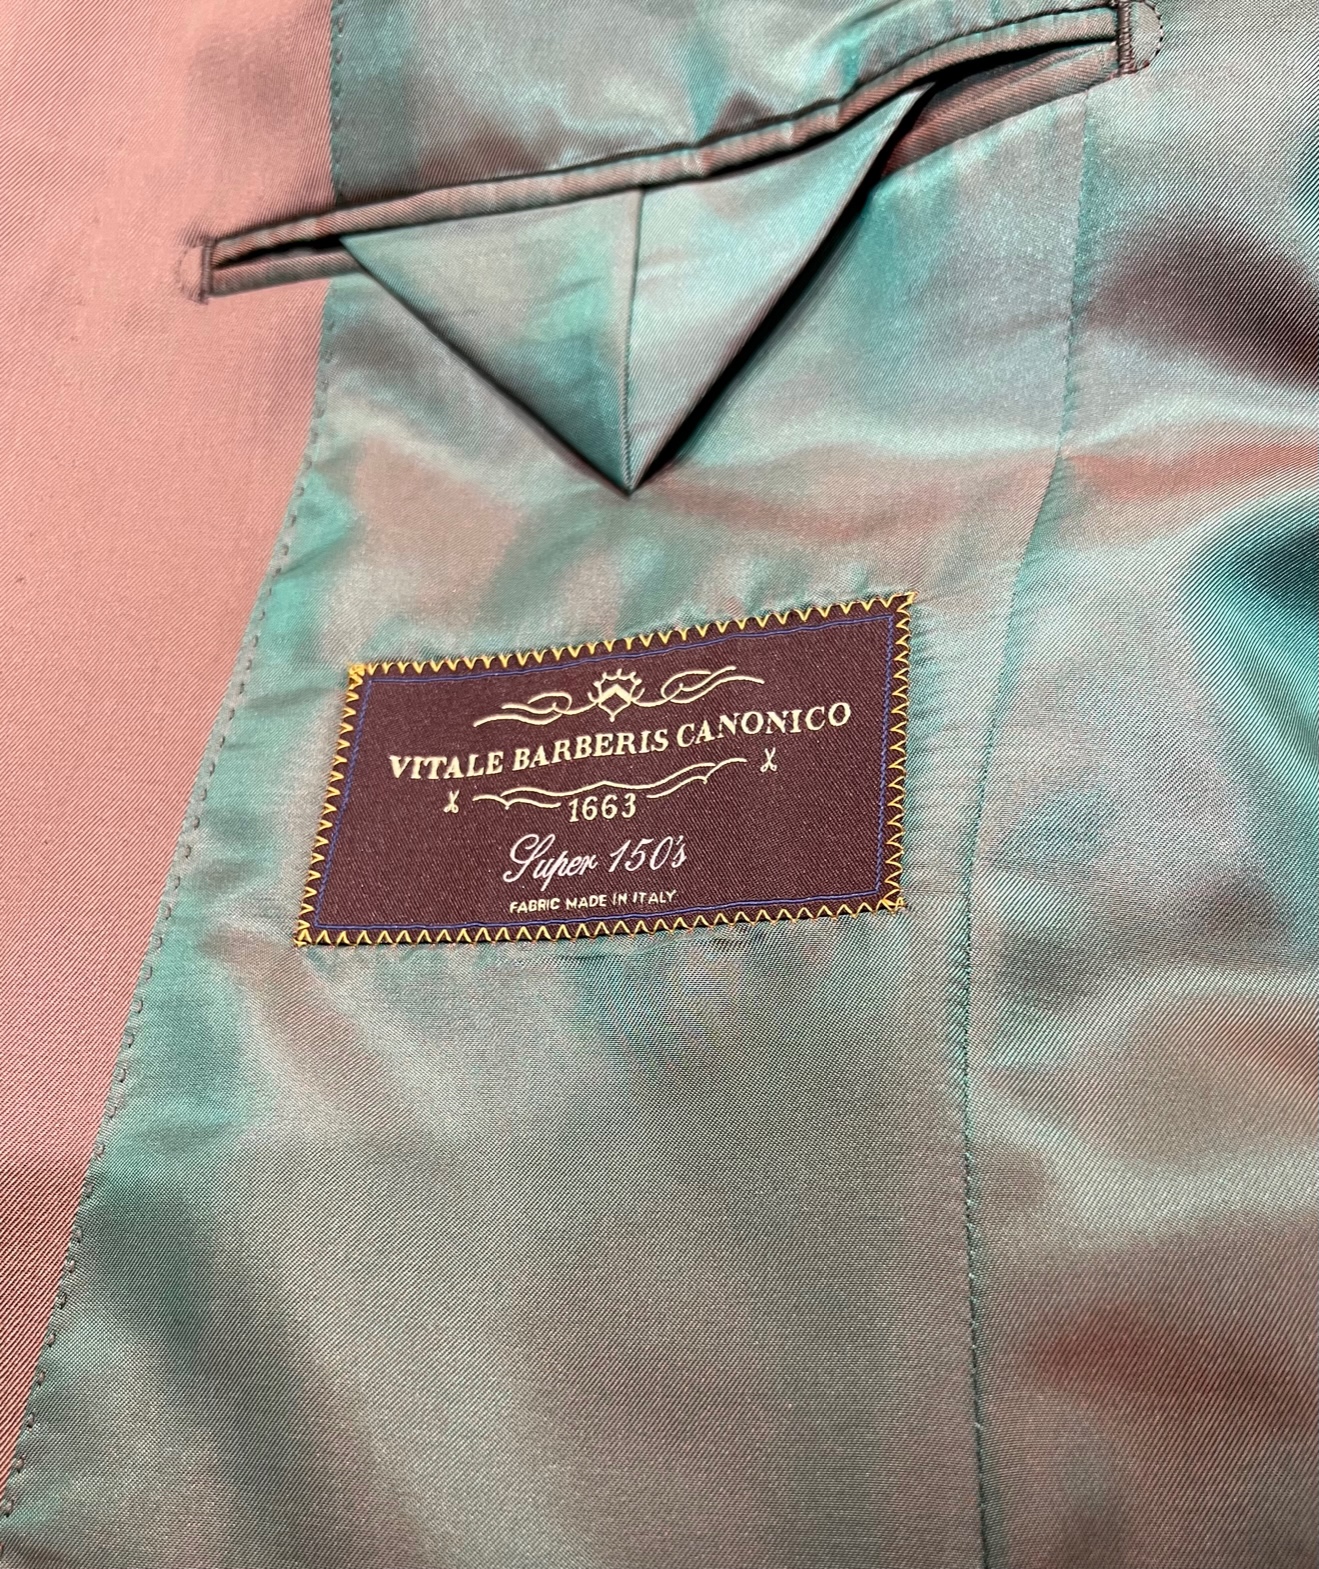 VITALE BARBERIS CANONICO
1663
Super 150's
FABRIC MADE IN ITALY